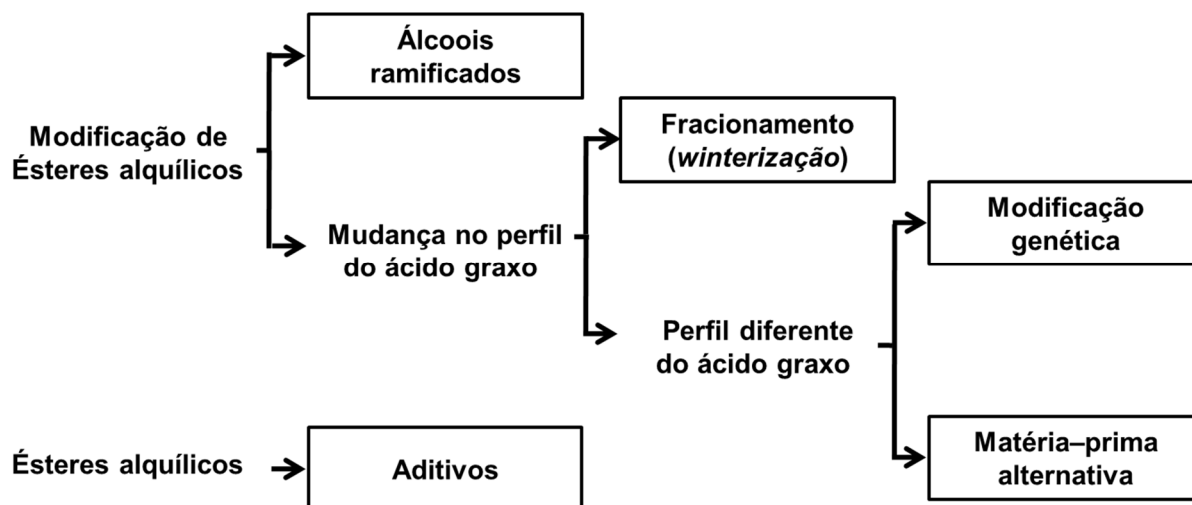 Álcoois
ramificados
Modificação de
Ésteres alquílicos
Fracionamento
(winterização)
Mudança no perfil
do ácido graxo
Modificação
genética
Perfil diferente
do ácido graxo
Ésteres alquílicos
Aditivos
Matéria–prima
alternativa